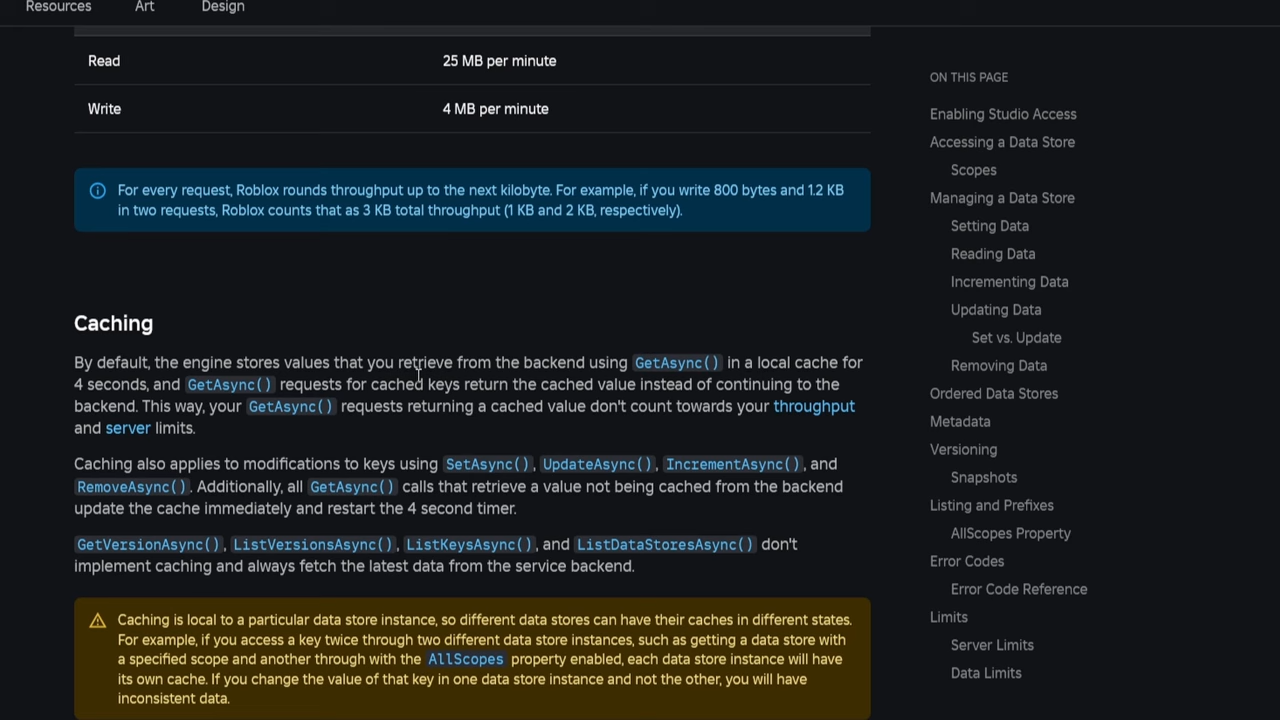 Resources Art Design
Read 25 MB per minute
Write 4 MB per minute
For every request, Roblox rounds throughput up to the next kilobyte. For example, if you write 800 bytes and 1.2 KB
in two requests, Roblox counts that as 3 KB total throughput (1 KB and 2 KB, respectively).
Caching
By default, the engine stores values that you retrieve from the backend using GetAsync() in a local cache for
4 seconds, and GetAsync() requests for cached keys return the cached value instead of continuing to the
backend. This way, your GetAsync() requests returning a cached value don't count towards your throughput
and server limits.
Caching also applies to modifications to keys using SetAsync(), UpdateAsync(), IncrementAsync(), and
RemoveAsync(). Additionally, all GetAsync() calls that retrieve a value not being cached from the backend
update the cache immediately and restart the 4 second timer.
GetVersionAsync(), ListVersionsAsync(), ListKeysAsync(), and ListDataStoresAsync() don't
implement caching and always fetch the latest data from the service backend.
Caching is local to a particular data store instance, so different data stores can have their caches in different states.
For example, if you access a key twice through two different data store instances, such as getting a data store with
a specified scope and another through with the AllScopes property enabled, each data store instance will have
its own cache. If you change the value of that key in one data store instance and not the other, you will have
inconsistent data.
ON THIS PAGE
Enabling Studio Access
Accessing a Data Store
Scopes
Managing a Data Store
Setting Data
Reading Data
Incrementing Data
Updating Data
Set vs. Update
Removing Data
Ordered Data Stores
Metadata
Versioning
Snapshots
Listing and Prefixes
AllScopes Property
Error Codes
Error Code Reference
Limits
Server Limits
Data Limits